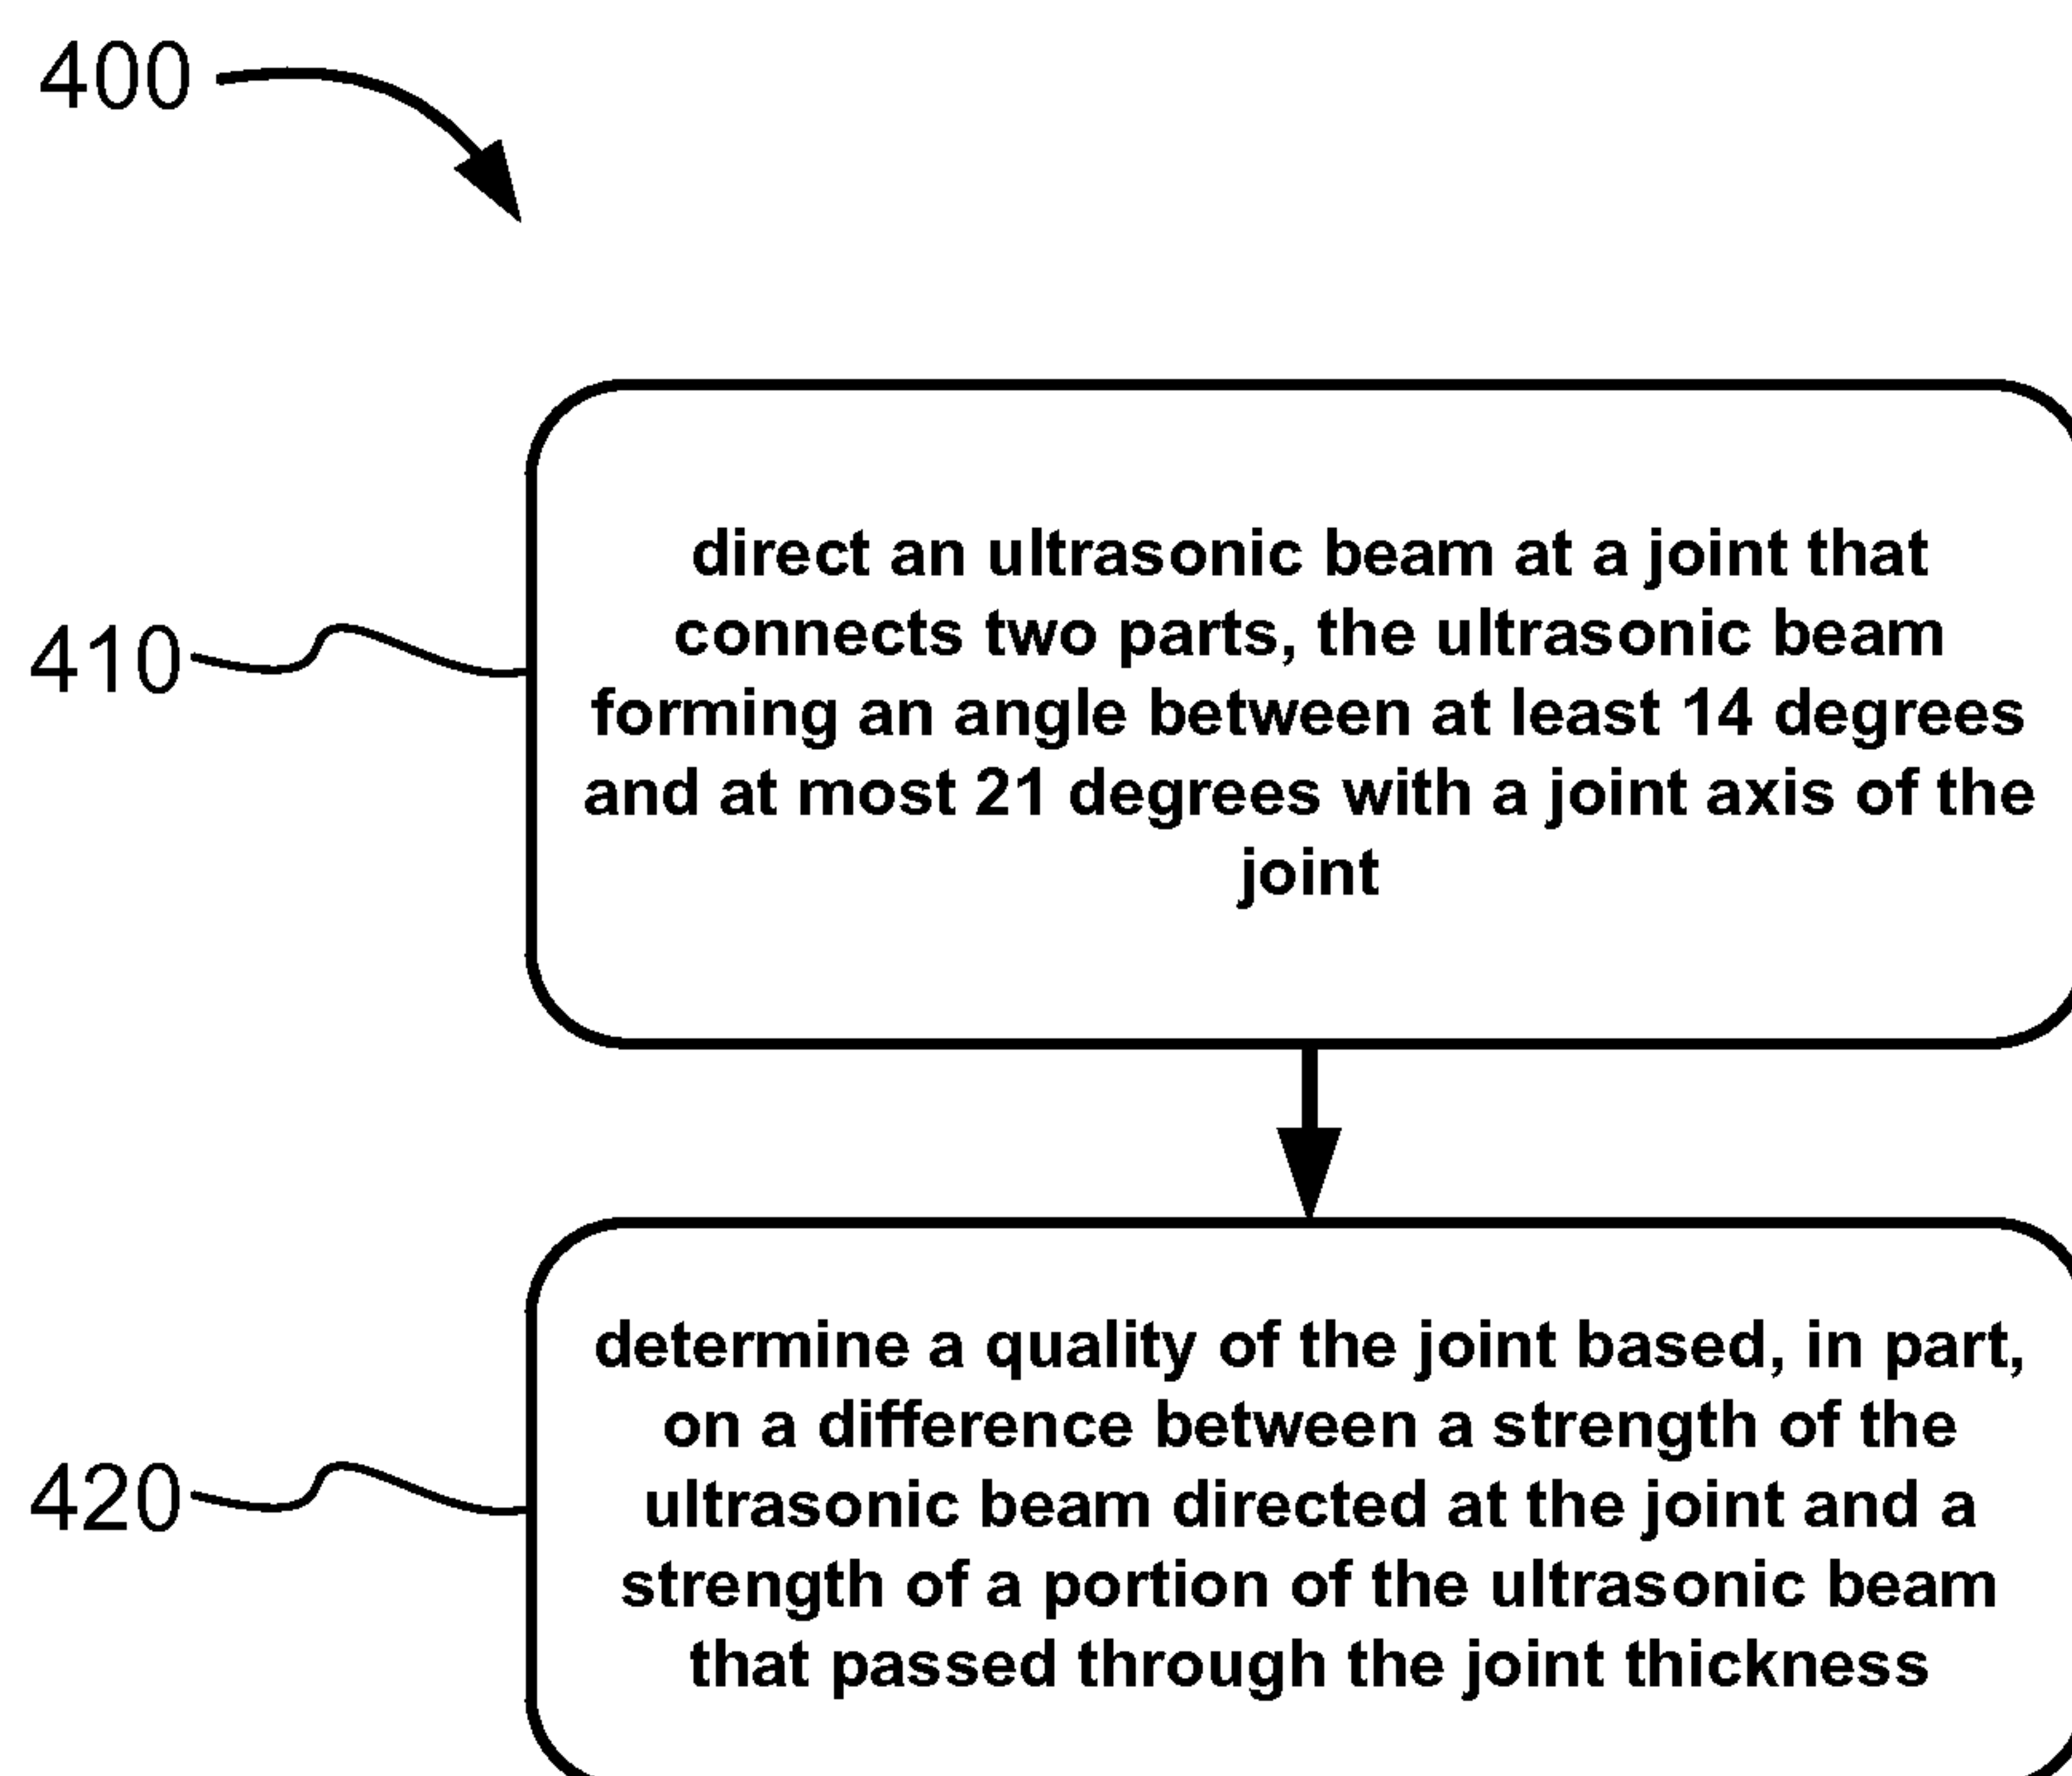 400
410
direct an ultrasonic beam at a joint that
connects two parts, the ultrasonic beam
forming an angle between at least 14 degrees
and at most 21 degrees with a joint axis of the
joint
420
determine a quality of the joint based, in part,
on a difference between a strength of the
ultrasonic beam directed at the joint and a
strength of a portion of the ultrasonic beam
that passed through the joint thickness